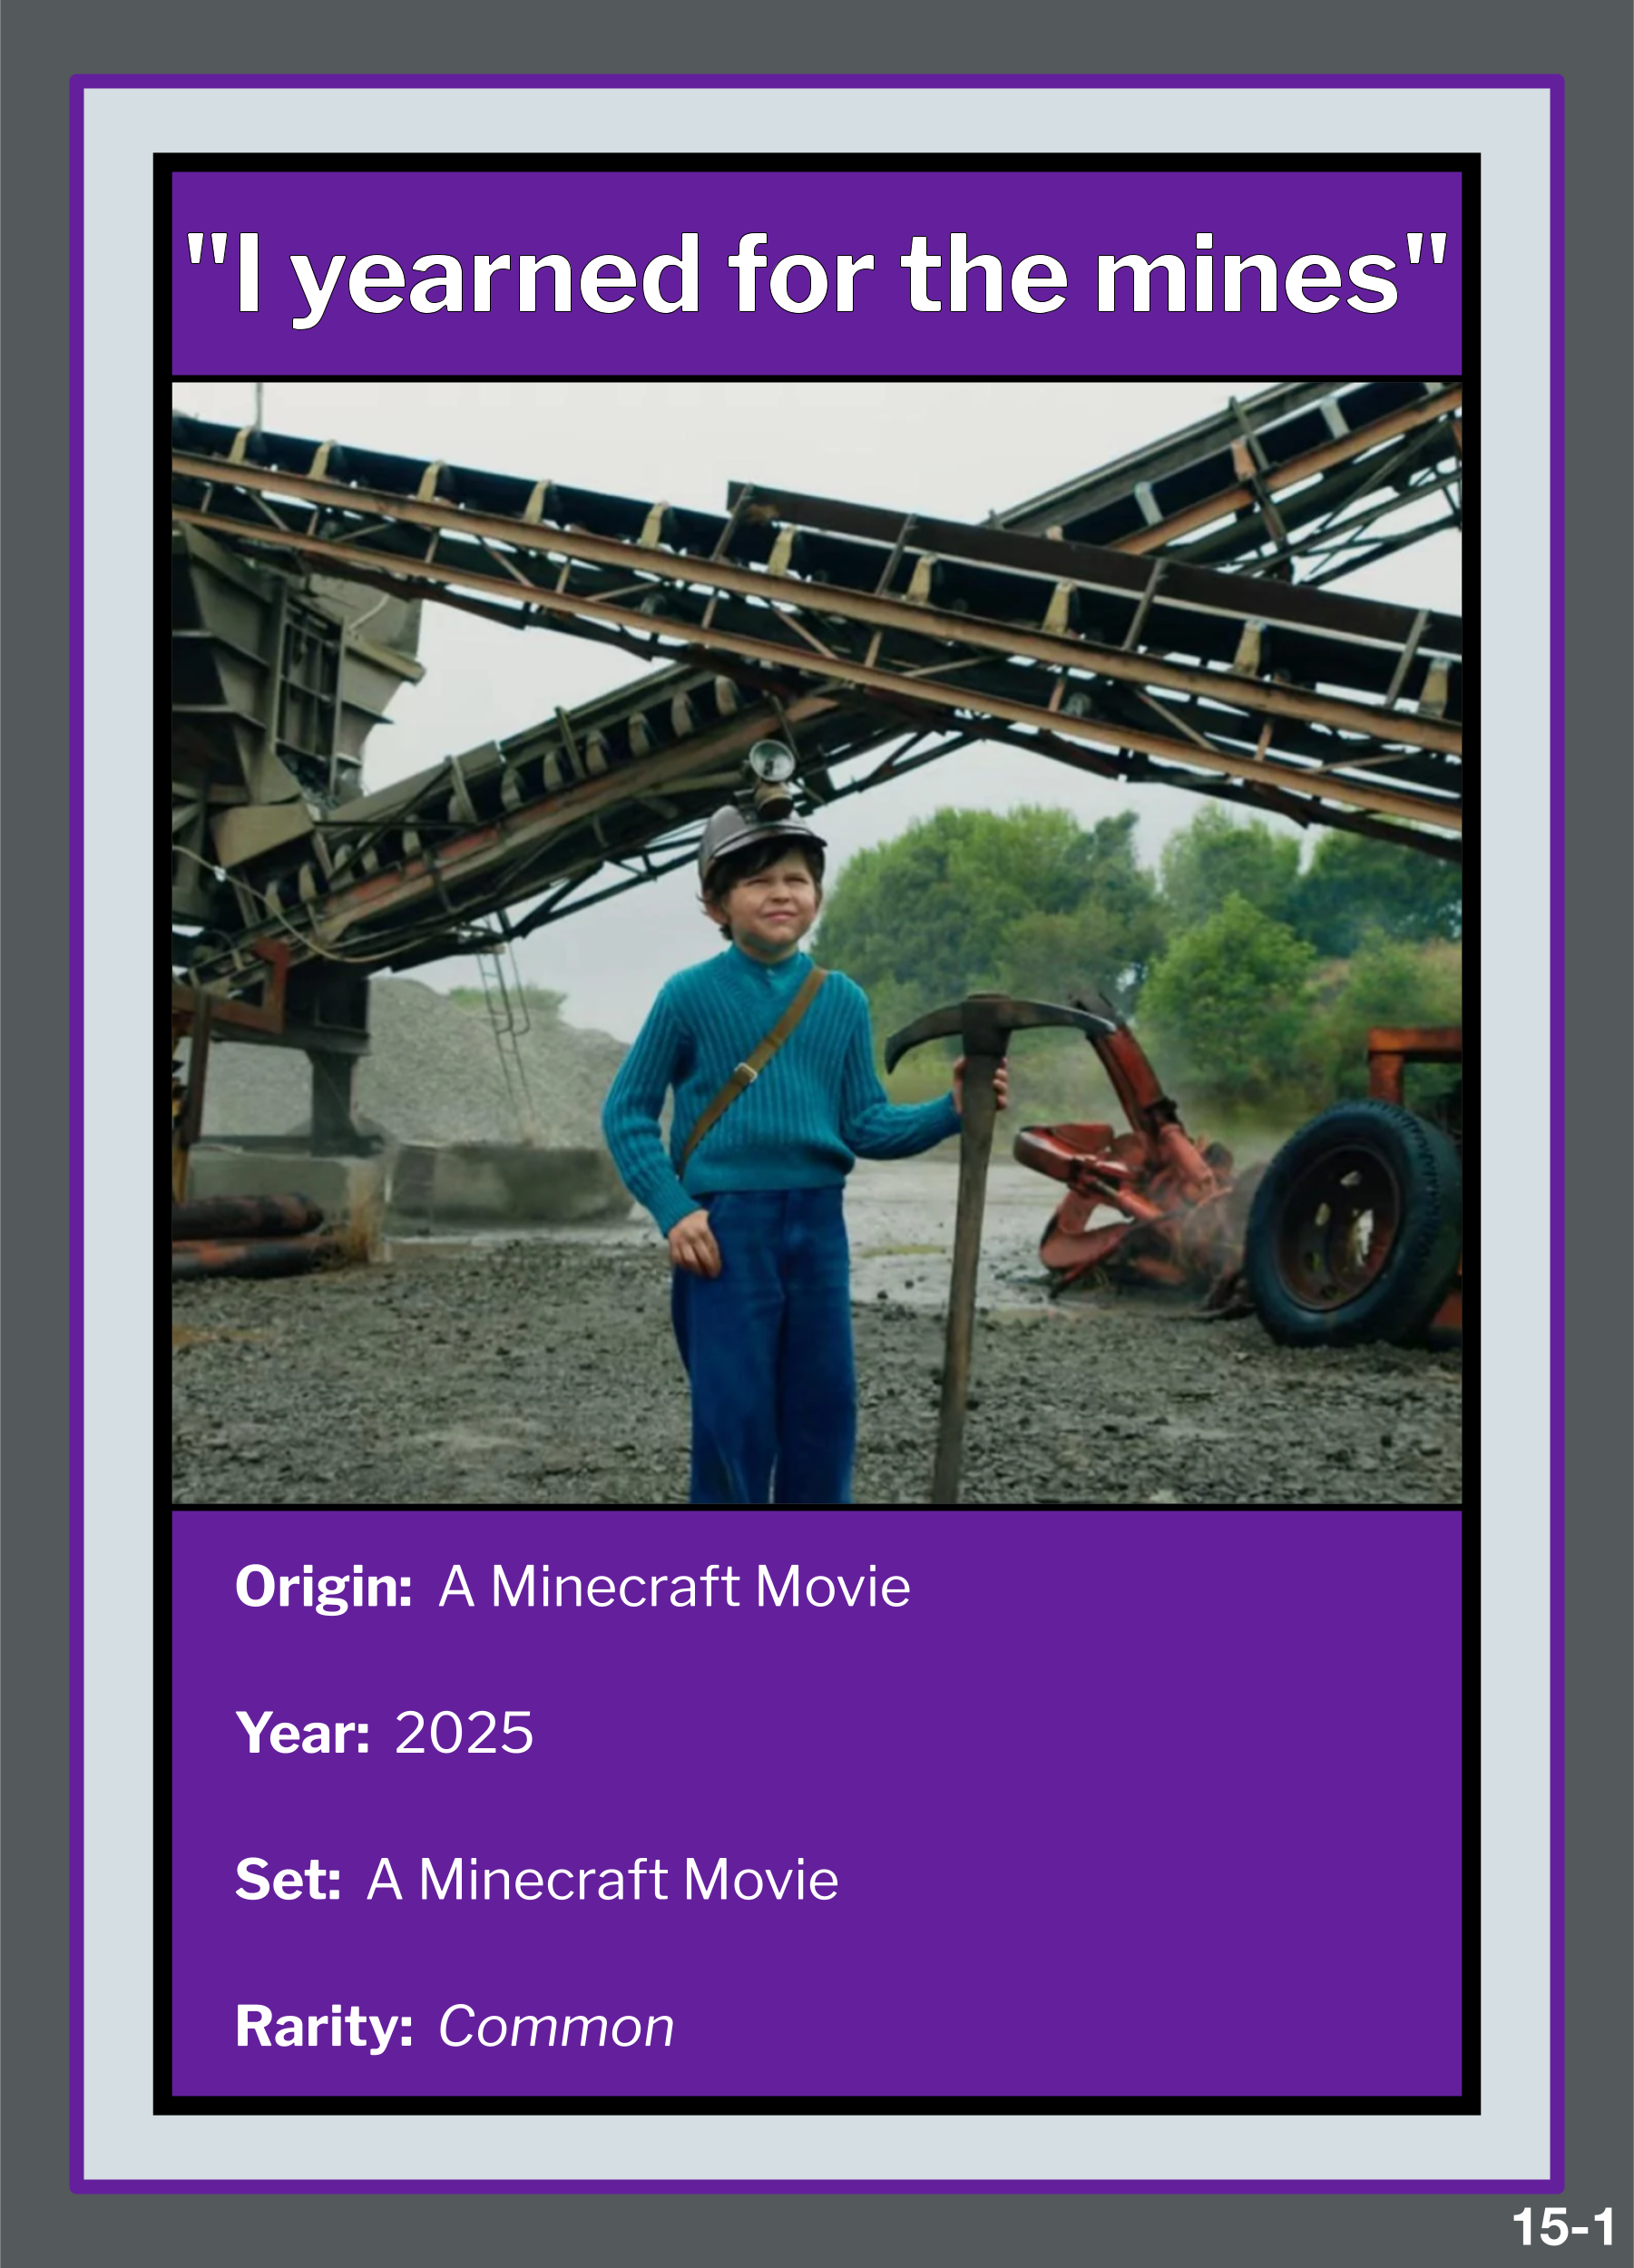 "I yearned for the mines"
Origin: A Minecraft Movie
Year: 2025
Set: A Minecraft Movie
Rarity: Common
15-1